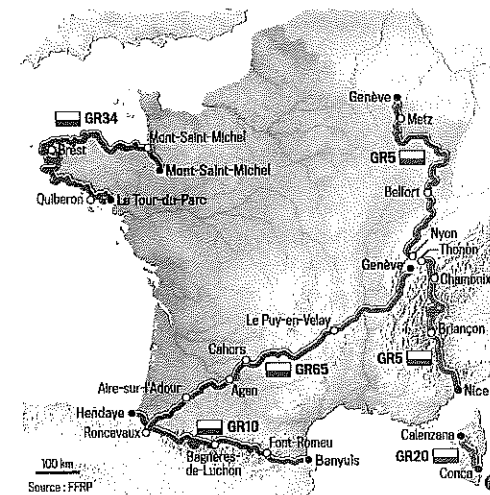 GR34
Brest
Mont-Saint-Michel
Mont-Saint-Michel
Quiberon
Le Tour-du-Parc
Genève
Metz
GR5
Belfort
Nyon
Thonon
Genève
Chamonix
Le Puy-en-Velay
Briançon
Cahors
GR65
GR5
Aire-sur-l'Adour
Agen
Nice
Hendaye
GR10
Roncevaux
Font-Romeu
Calenzana
Bagnères-
de-Luchon
Banyuls
GR20
Conca
100 km
Source : FFRP